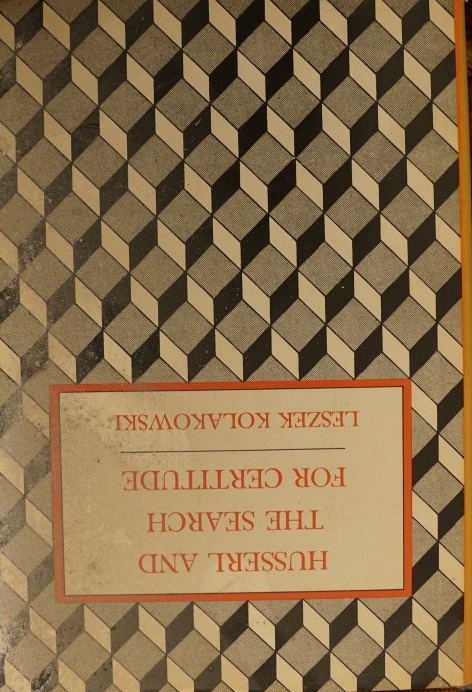 HUSSERL AND
THE SEARCH
FOR CERTITUDE
LESZEK KOLAKOWSKI